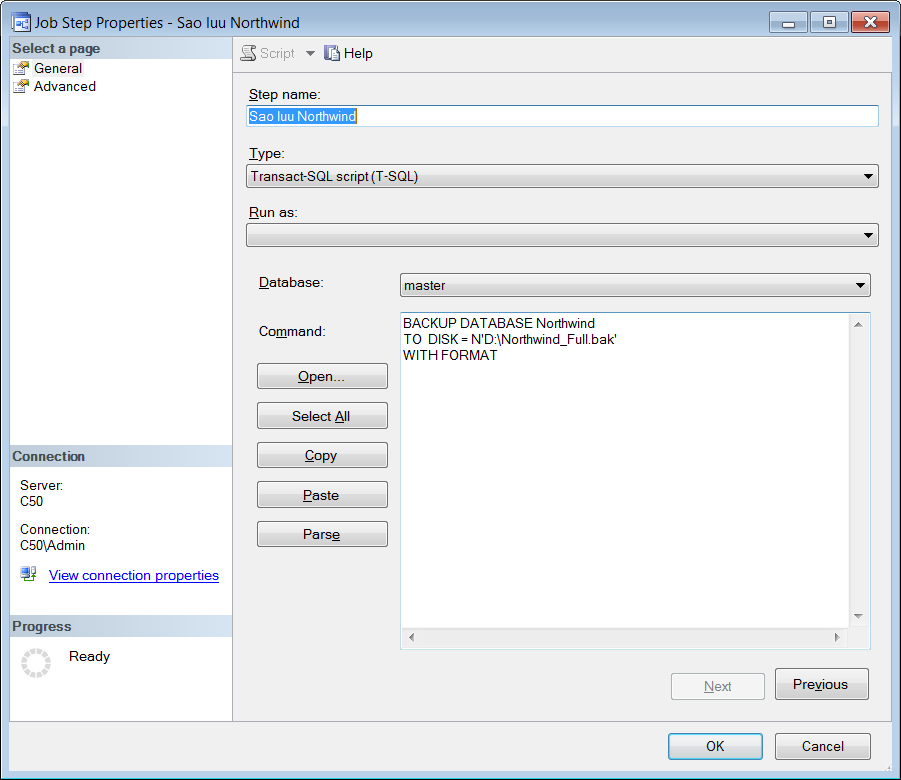 Job Step Properties - Sao luu Northwind
Select a page
General
Advanced
Script
Help
Step name:
Sao luu Northwind
Type:
Transact-SQL script (T-SQL)
Run as:
Database:
master
Command:
BACKUP DATABASE Northwind
TO  DISK = N'D:\Northwind_Full.bak'
WITH FORMAT
Open...
Select All
Copy
Paste
Parse
Connection
Server:
C50
Connection:
C50\Admin
View connection properties
Progress
Ready
Next
Previous
OK
Cancel